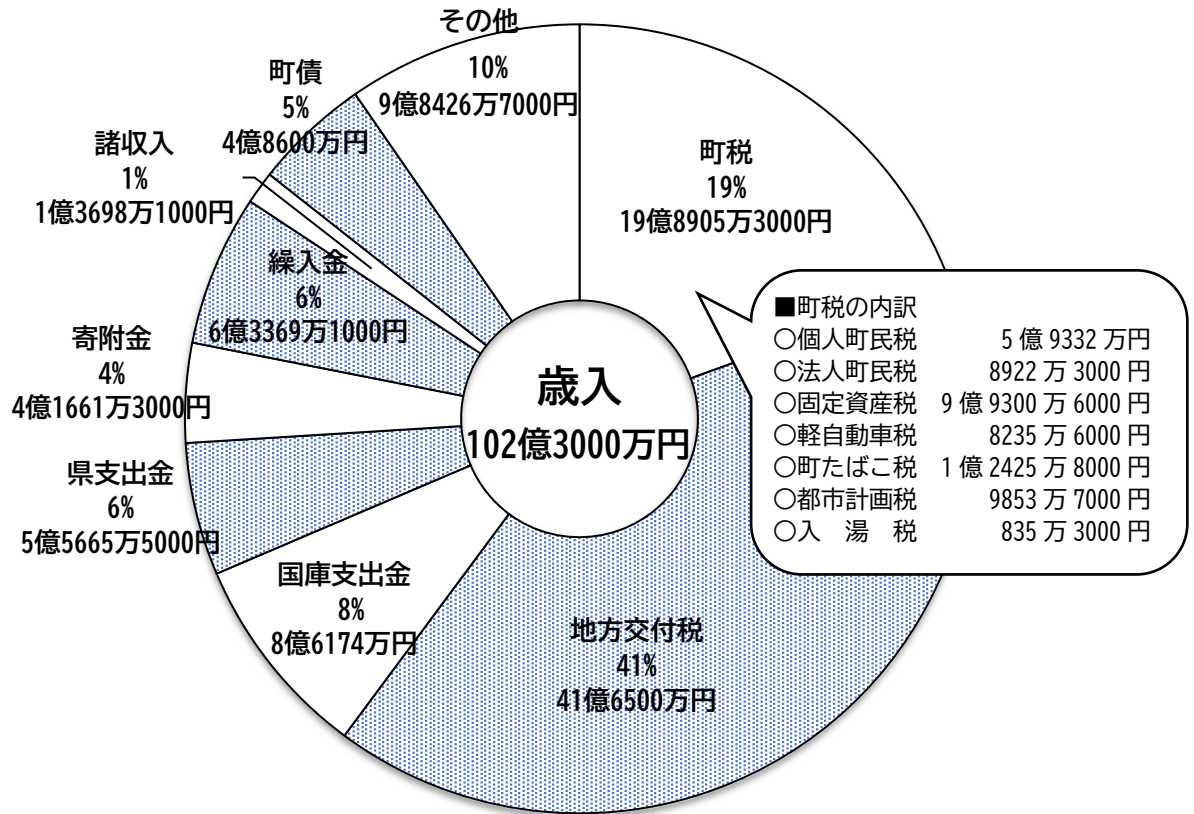 その他
10%
9億8426万7000円
町債
5%
4億8600万円
諸収入
1%
1億3698万1000円
繰入金
6%
6億3369万1000円
寄附金
4%
4億1661万3000円
県支出金
6%
5億5665万5000円
国庫支出金
8%
8億6174万円
地方交付税
41%
41億6500万円
町税
19%
19億8905万3000円
歳入
102億3000万円
■町税の内訳
○個人町民税 5億9332万円
○法人町民税 8922万3000円
○固定資産税 9億9300万6000円
○軽自動車税 8235万6000円
○町たばこ税 1億2425万8000円
○都市計画税 9853万7000円
○入 湯 税 835万3000円